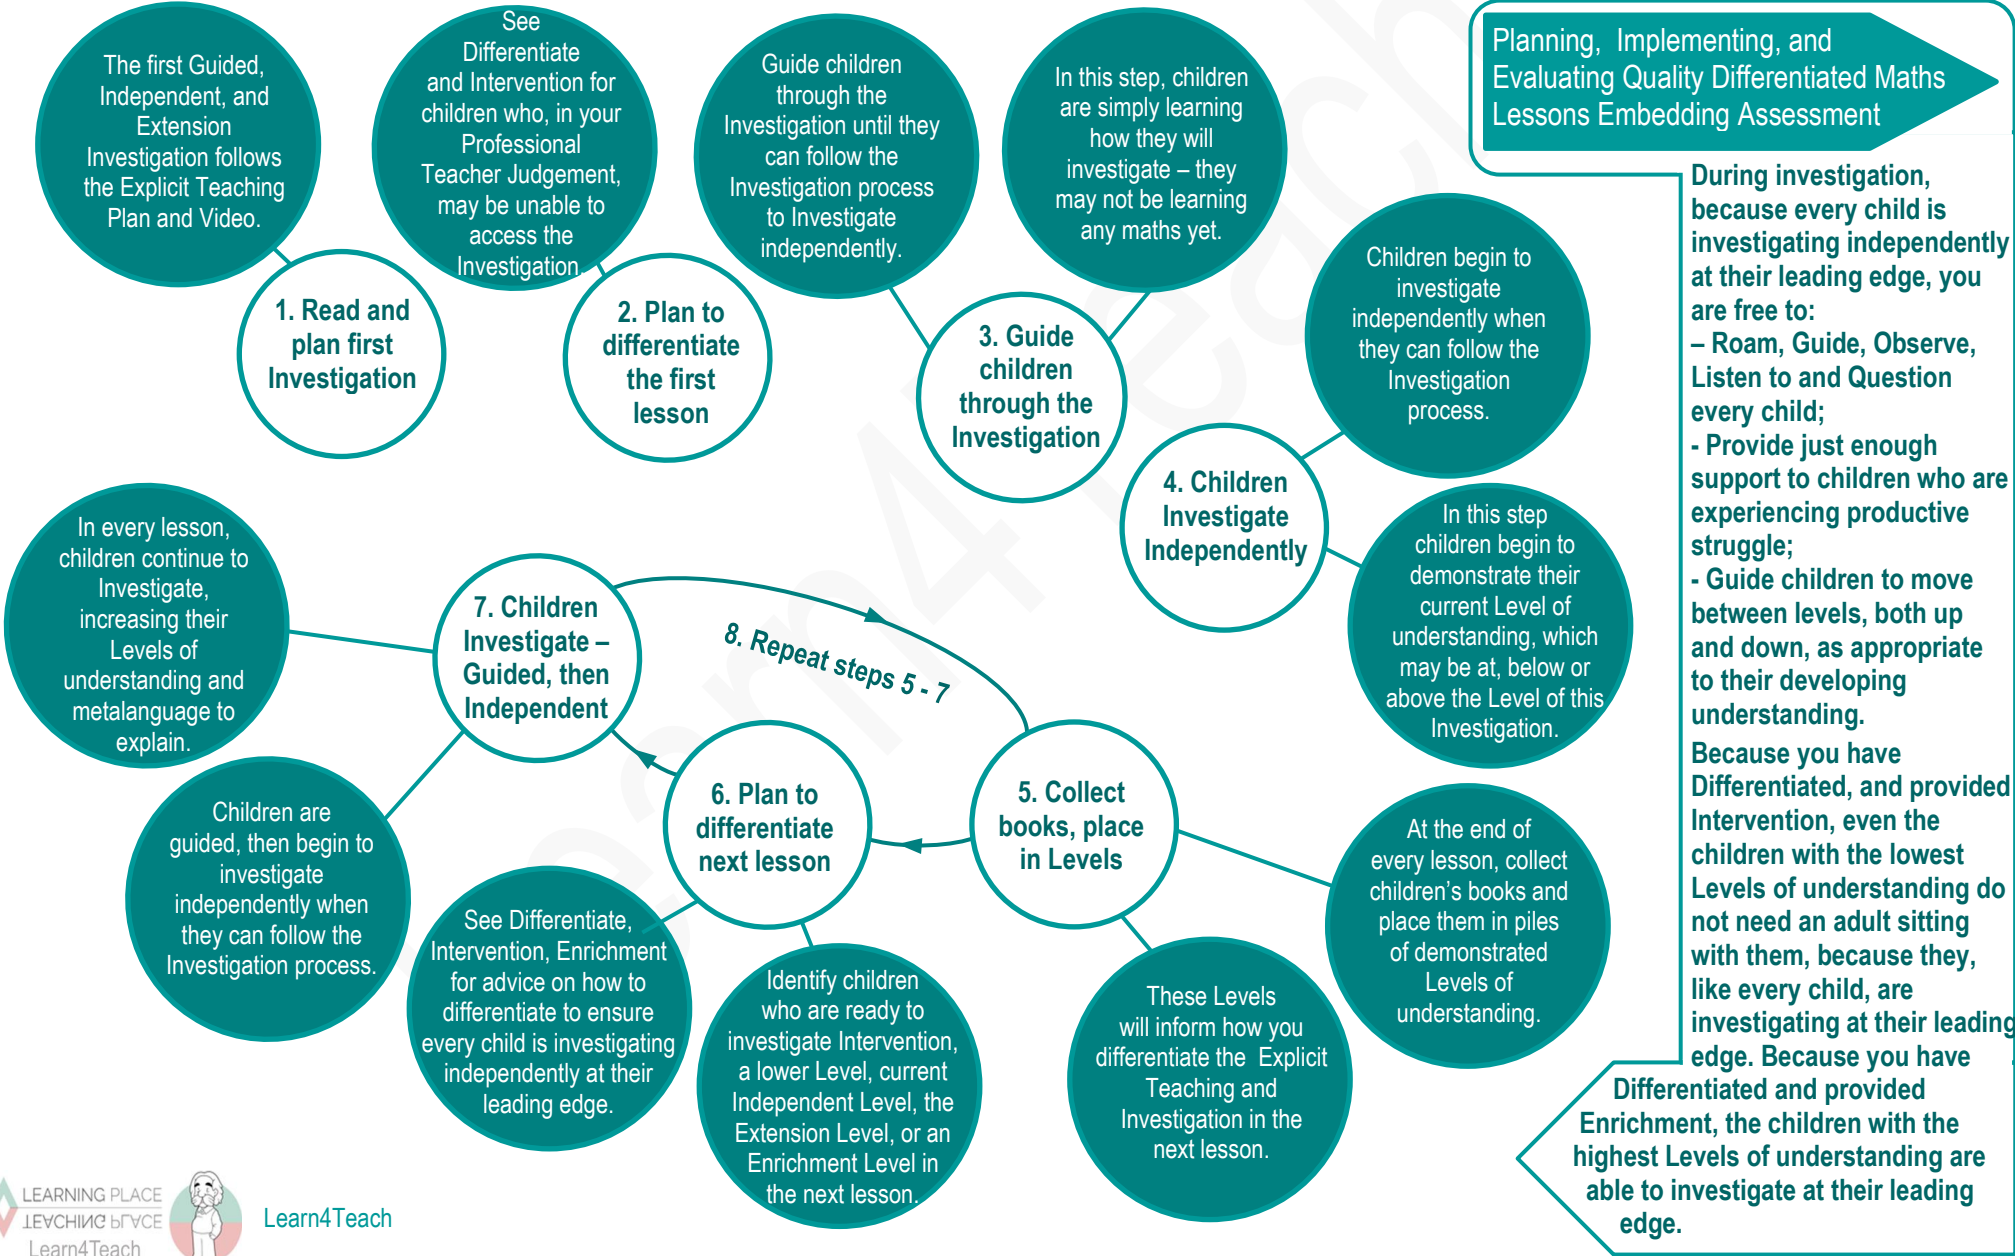 Planning, Implementing, and
Evaluating Quality Differentiated Maths
Lessons Embedding Assessment
The first Guided,
Independent, and
Extension
Investigation follows
the Explicit Teaching
Plan and Video.
1. Read and
plan first
Investigation
See
Differentiate
and Intervention for
children who, in your
Professional
Teacher Judgement,
may be unable to
access the
Investigation.
2. Plan to
differentiate
the first
lesson
Guide children
through the
Investigation until they
can follow the
Investigation process
to Investigate
independently.
In this step, children
are simply learning
how they will
investigate – they
may not be learning
any maths yet.
3. Guide
children
through the
Investigation
Children begin to
investigate
independently when
they can follow the
Investigation
process.
4. Children
Investigate
Independently
In this step
children begin to
demonstrate their
current Level of
understanding, which
may be at, below or
above the Level of this
Investigation.
5. Collect
books, place
in Levels
At the end of
every lesson, collect
children’s books and
place them in piles
of demonstrated
Levels of
understanding.
These Levels
will inform how you
differentiate the Explicit
Teaching and
Investigation in the
next lesson.
6. Plan to
differentiate
next lesson
Identify children
who are ready to
investigate Intervention,
a lower Level, current
Independent Level, the
Extension Level, or an
Enrichment Level in
the next lesson.
See Differentiate,
Intervention, Enrichment
for advice on how to
differentiate to ensure
every child is investigating
independently at their
leading edge.
7. Children
Investigate –
Guided, then
Independent
In every lesson,
children continue to
Investigate,
increasing their
Levels of
understanding and
metalanguage to
explain.
Children are
guided, then begin to
investigate
independently when
they can follow the
Investigation process.
8. Repeat steps 5 - 7
During investigation,
because every child is
investigating independently
at their leading edge, you
are free to:
– Roam, Guide, Observe,
Listen to and Question
every child;
- Provide just enough
support to children who are
experiencing productive
struggle;
- Guide children to move
between levels, both up
and down, as appropriate
to their developing
understanding.
Because you have
Differentiated, and provided
Intervention, even the
children with the lowest
Levels of understanding do
not need an adult sitting
with them, because they,
like every child, are
investigating at their leading
edge. Because you have
Differentiated and provided
Enrichment, the children with the
highest Levels of understanding are
able to investigate at their leading
edge.
LEARNING PLACE
TEACHING PLACE
Learn4Teach
Learn4Teach
learn4teach